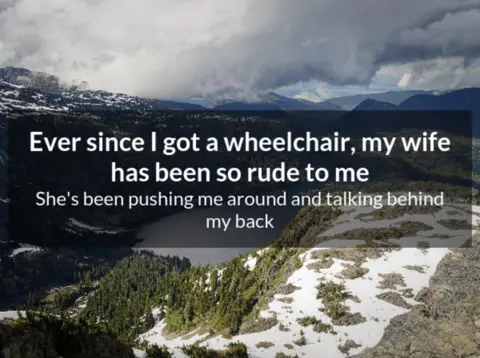 Ever since I got a wheelchair, my wife
has been so rude to me
She's been pushing me around and talking behind
my back